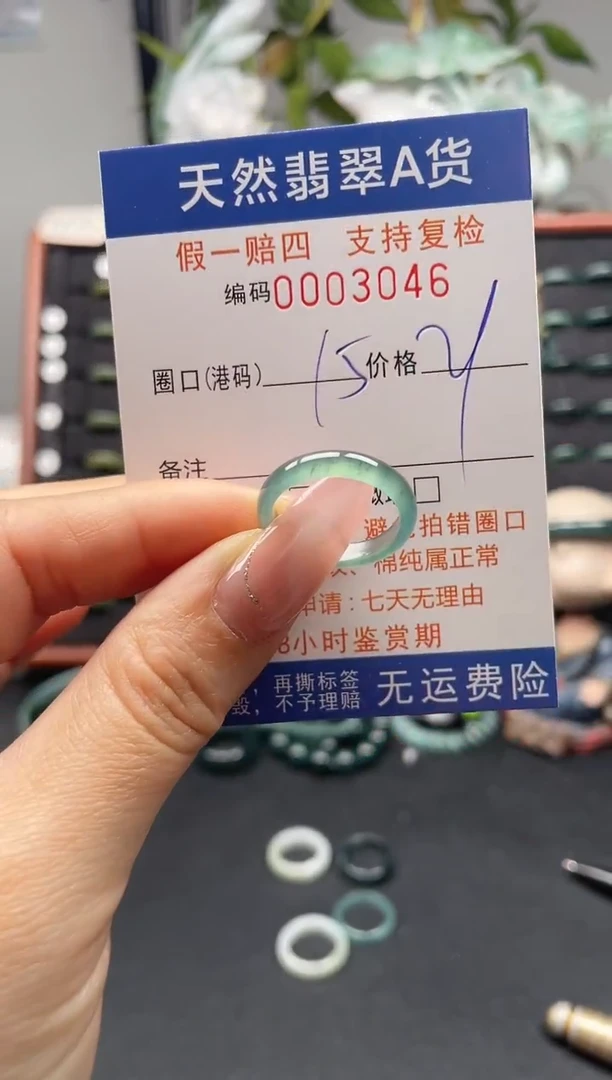 天然翡翠A货
假一赔四 支持复检
编码0003046
圈口(港码) 15 价格
备注
避 拍错圈口
棉纯属正常
申请:七天无理由
小时鉴赏期
再撕标签
毁,不予理赔 无运费险